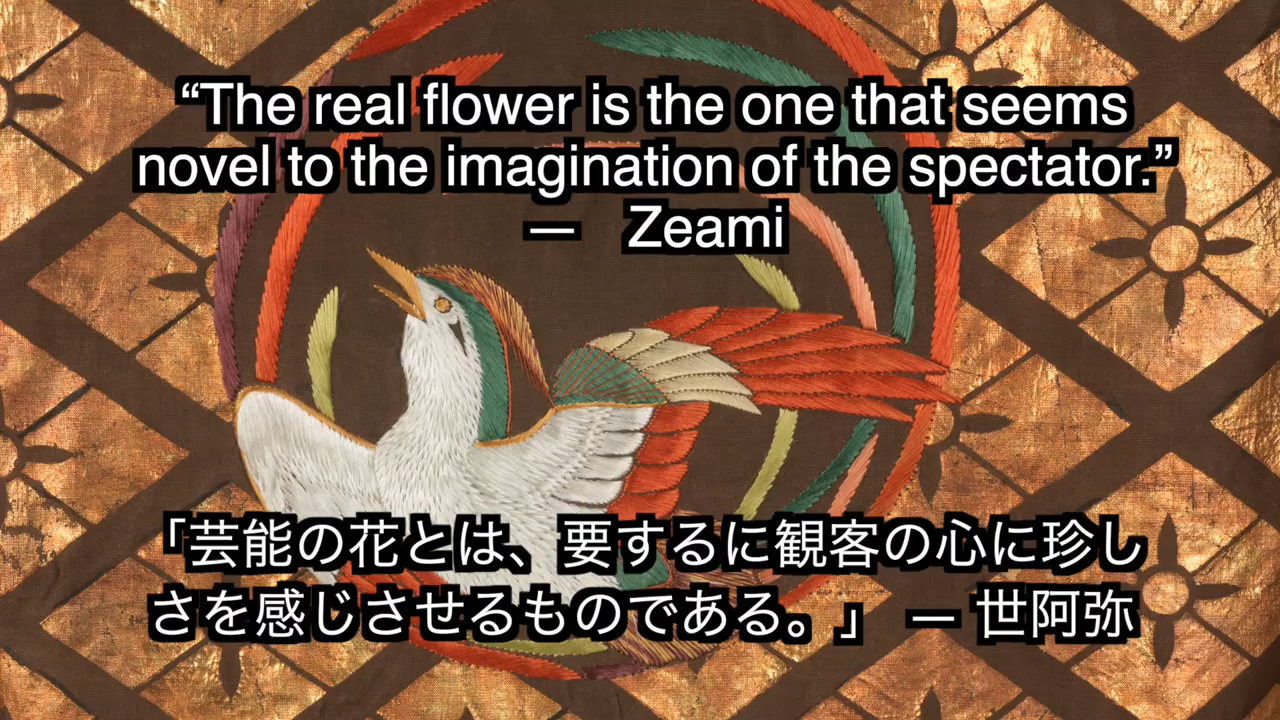 “The real flower is the one that seems
novel to the imagination of the spectator.”
— Zeami
「芸能の花とは、要するに観客の心に珍し
さを感じさせるものである。」 — 世阿弥